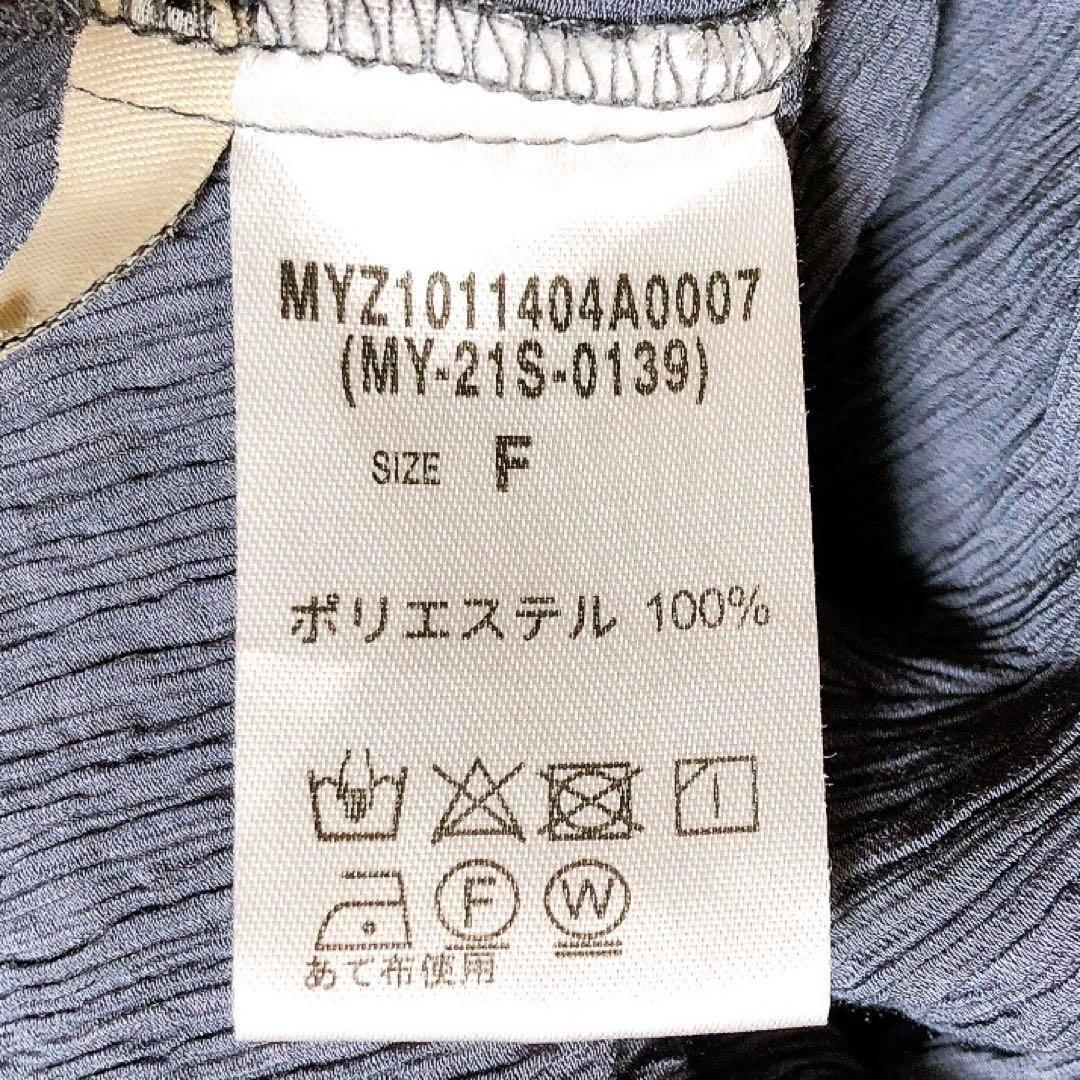 MYZ1011404A0007
(MY-21S-0139)
SIZE F
ポリエステル 100%
F W
あて布使用